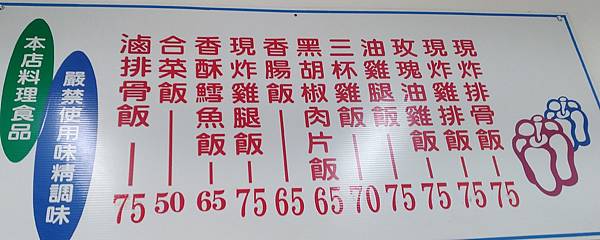 本店料理食品
嚴禁使用味精調味
滷排骨飯 75
合菜飯 50
香酥鱈魚飯 65
現炸雞腿飯 75
香腸飯 65
黑胡椒肉片飯 65
三杯雞飯 70
油雞腿飯 75
玫瑰油雞飯 75
現炸雞排飯 75
現炸排骨飯 75